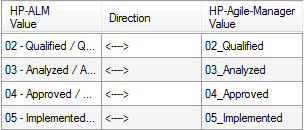 HP-ALM Value	Direction	HP-Agile-Manager Value
02 - Qualified / Q...	<---->	02_Qualified
03 - Analyzed / A...	<---->	03_Analyzed
04 - Approved / ...	<---->	04_Approved
05 - Implemented...	<---->	05_Implemented